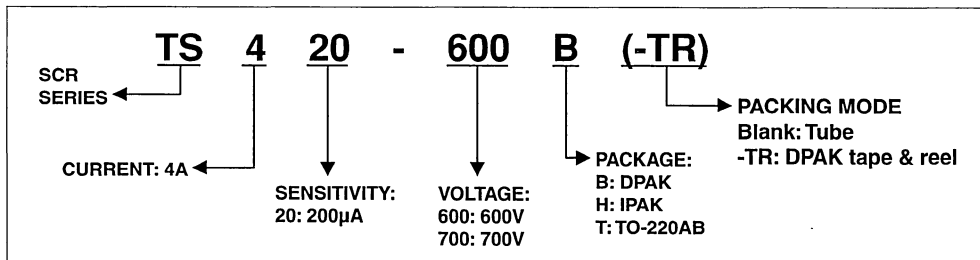 TS 4 20 - 600 B (-TR)
SCR
SERIES
CURRENT: 4A
SENSITIVITY:
20: 200µA
VOLTAGE:
600: 600V
700: 700V
PACKAGE:
B: DPAK
H: IPAK
T: TO-220AB
PACKING MODE
Blank: Tube
-TR: DPAK tape & reel